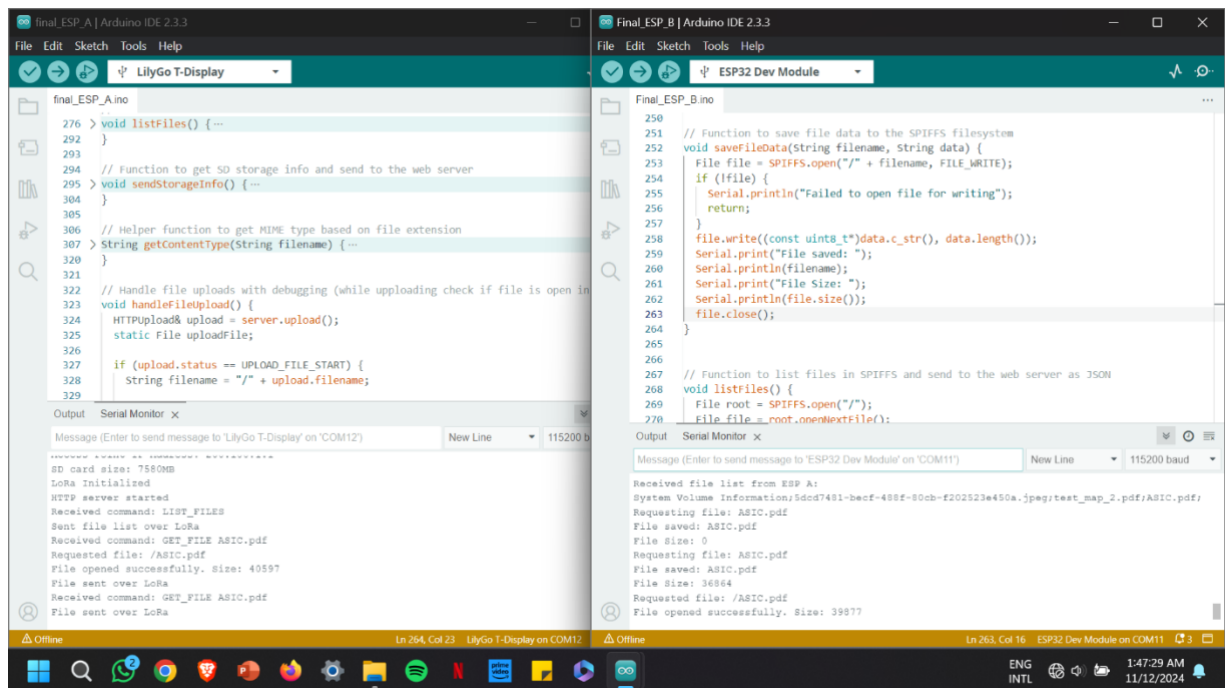 final_ESP_A | Arduino IDE 2.3.3
File Edit Sketch Tools Help
LilyGo T-Display
final_ESP_A.ino
276 > void listFiles() { ···
292 }
293
294 // Function to get SD storage info and send to the web server
295 > void sendStorageInfo() { ···
304 }
305
306 // Helper function to get MIME type based on file extension
307 > String getContentType(String filename) { ···
320 }
321
322 // Handle file uploads with debugging (while upploading check if file is open in
323 void handleFileUpload() {
324 HTTPUpload& upload = server.upload();
325 static File uploadFile;
326
327 if (upload.status == UPLOAD_FILE_START) {
328 String filename = "/" + upload.filename;
329
Output Serial Monitor ×
Message (Enter to send message to 'LilyGo T-Display' on 'COM12')
New Line
115200 b
SD card size: 7580MB
LoRa Initialized
HTTP server started
Received command: LIST_FILES
Sent file list over LoRa
Received command: GET_FILE ASIC.pdf
Requested file: /ASIC.pdf
File opened successfully. Size: 40597
File sent over LoRa
Received command: GET_FILE ASIC.pdf
File sent over LoRa
Offline
Ln 264, Col 23 LilyGo T-Display on COM12
Final_ESP_B | Arduino IDE 2.3.3
File Edit Sketch Tools Help
ESP32 Dev Module
Final_ESP_B.ino
250
251 // Function to save file data to the SPIFFS filesystem
252 void saveFileData(String filename, String data) {
253 File file = SPIFFS.open("/" + filename, FILE_WRITE);
254 if (!file) {
255 Serial.println("Failed to open file for writing");
256 return;
257 }
258 file.write((const uint8_t*)data.c_str(), data.length());
259 Serial.print("File saved: ");
260 Serial.println(filename);
261 Serial.print("File Size: ");
262 Serial.println(file.size());
263 file.close();
264 }
265
266
267 // Function to list files in SPIFFS and send to the web server as JSON
268 void listFiles() {
269 File root = SPIFFS.open("/");
270 File file = root.openNextFile();
Output Serial Monitor ×
Message (Enter to send message to 'ESP32 Dev Module' on 'COM11')
New Line
115200 baud
Received file list from ESP A:
System Volume Information;5dcd7481-becf-488f-80cb-f202523e450a.jpeg;test_map_2.pdf;ASIC.pdf;
Requesting file: ASIC.pdf
File saved: ASIC.pdf
File Size: 0
Requesting file: ASIC.pdf
File saved: ASIC.pdf
File Size: 36864
Requested file: /ASIC.pdf
File opened successfully. Size: 39877
Offline
Ln 263, Col 16 ESP32 Dev Module on COM11 3
2
prime video
ENG
INTL
1:47:29 AM
11/12/2024